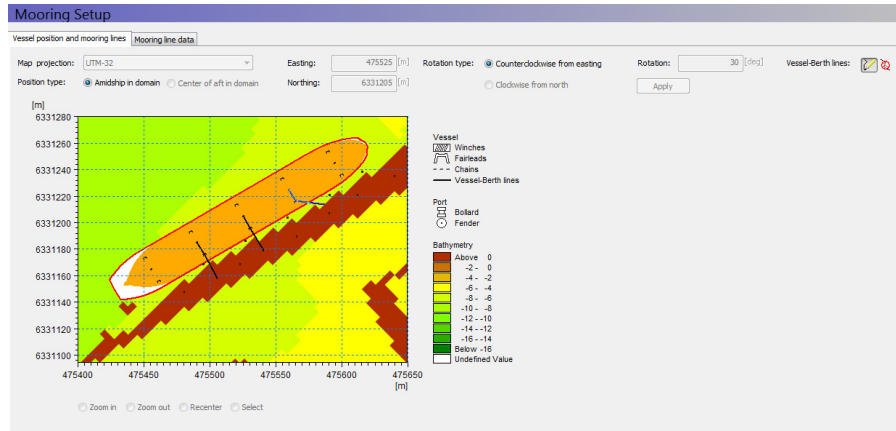 Mooring Setup
Vessel position and mooring lines Mooring line data
Map projection: UTM-32 Easting: 475525 [m] Rotation type: Counterclockwise from easting Rotation: 30 [deg] Vessel-Berth lines:
Position type: Amidship in domain Center of aft in domain Northing: 6331205 [m] Clockwise from north Apply
[m]
6331280
6331260
6331240
6331220
6331200
6331180
6331160
6331140
6331120
6331100
475400 475450 475500 475550 475600 475650
[m]
Vessel
Winches
Fairleads
Chains
Vessel-Berth lines
Port
Bollard
Fender
Bathymetry
Above 0
-2 - 0
-4 - -2
-6 - -4
-8 - -6
-10 - -8
-12 - -10
-14 - -12
-16 - -14
Below -16
Undefined Value
Zoom in Zoom out Recenter Select